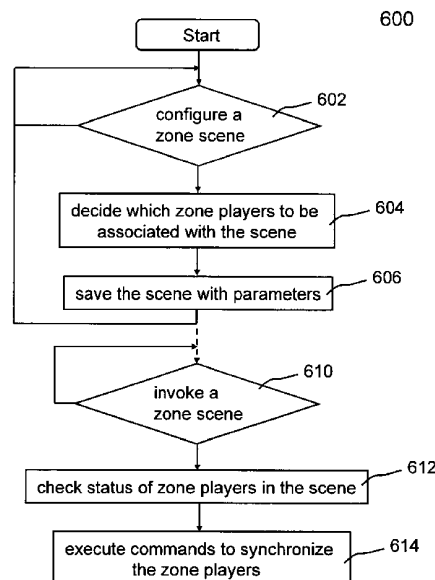 600
Start
configure a
zone scene
602
decide which zone players to be
associated with the scene
604
save the scene with parameters
606
invoke a
zone scene
610
check status of zone players in the scene
612
execute commands to synchronize
the zone players
614